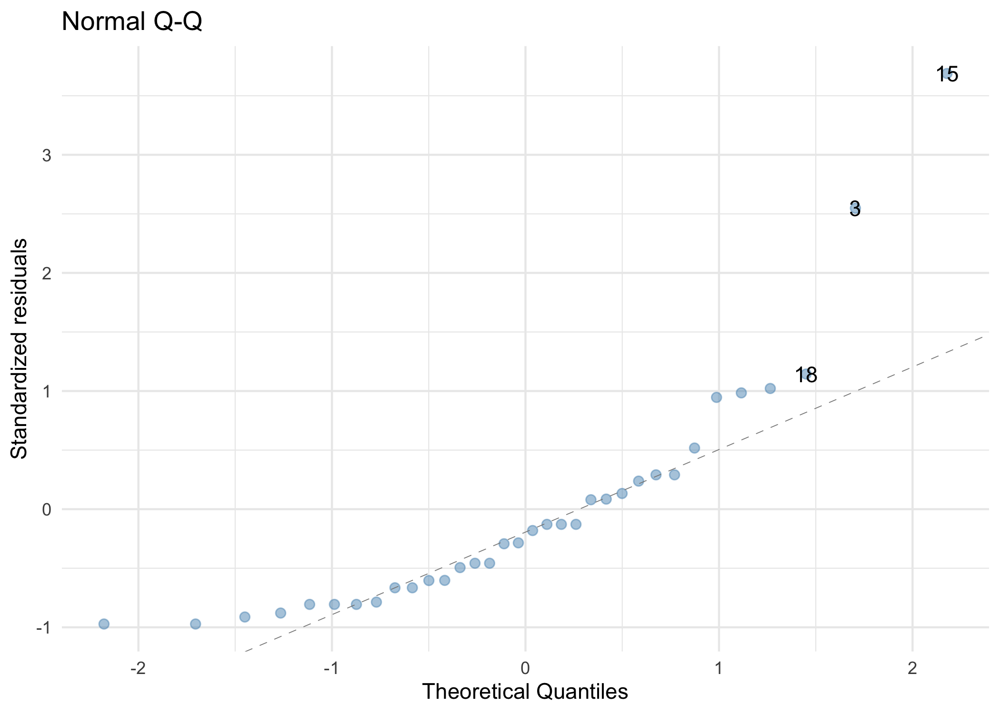 Normal Q-Q
Standardized residuals
3
2
1
0
-1
15
3
18
-2 -1 0 1 2
Theoretical Quantiles